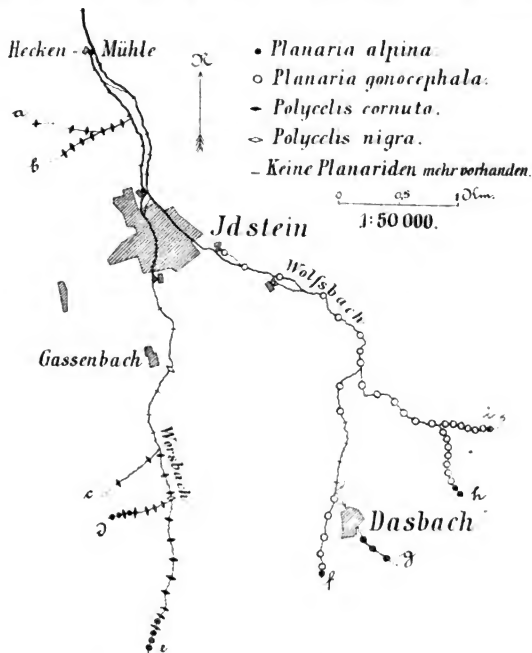 Hecken - Mühle
N
Planaria alpina.
Planaria gonocephala.
Polycelis cornuta.
Polycelis nigra.
Keine Planariden mehr vorhanden.
0 0,5 1 Km.
1:50 000.
a
b
Jdstein
Wolfsbach
Gassenbach
Worsbach
c
d
e
Dasbach
f
g
h
i